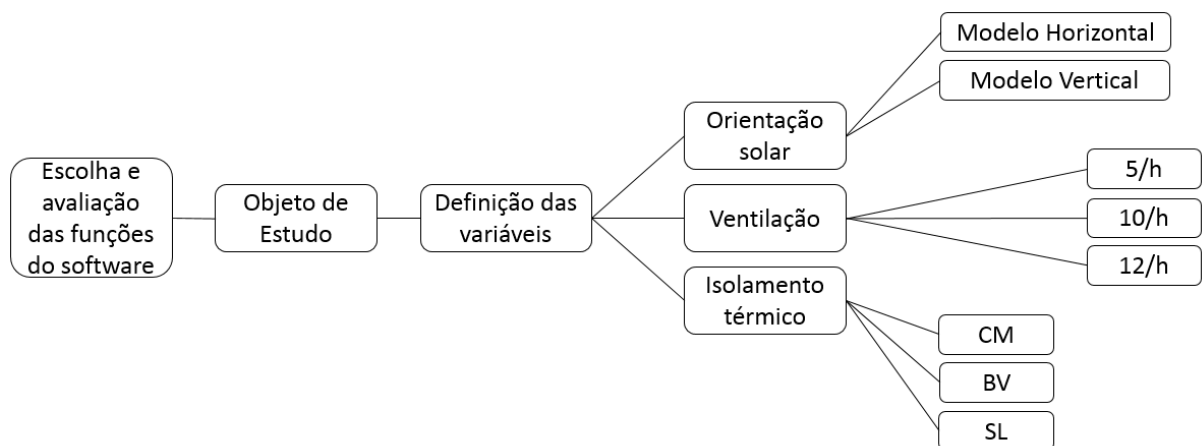 Escolha e
avaliação
das funções
do software
Objeto de
Estudo
Definição das
variáveis
Orientação
solar
Modelo Horizontal
Modelo Vertical
Ventilação
5/h
10/h
12/h
Isolamento
térmico
CM
BV
SL